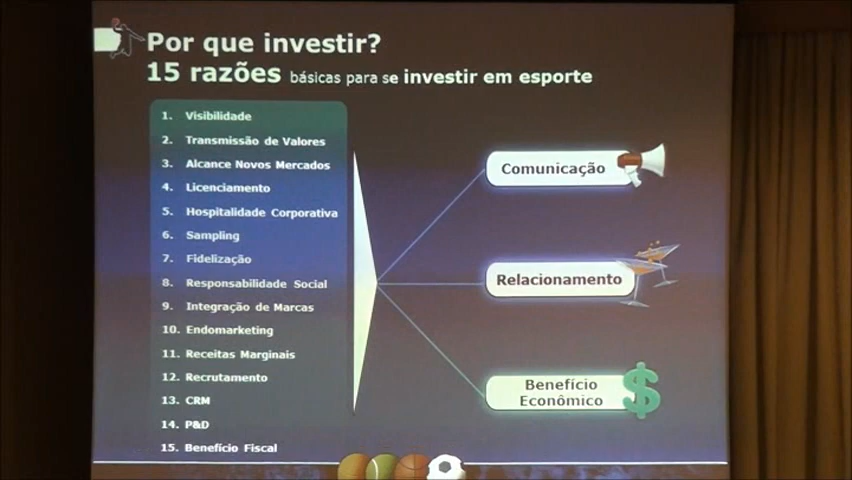 Por que investir?
15 razões básicas para se investir em esporte
1. Visibilidade
2. Transmissão de Valores
3. Alcance Novos Mercados
4. Licenciamento
5. Hospitalidade Corporativa
6. Sampling
7. Fidelização
8. Responsabilidade Social
9. Integração de Marcas
10. Endomarketing
11. Receitas Marginais
12. Recrutamento
13. CRM
14. P&D
15. Benefício Fiscal
Comunicação
Relacionamento
Benefício
Econômico
$